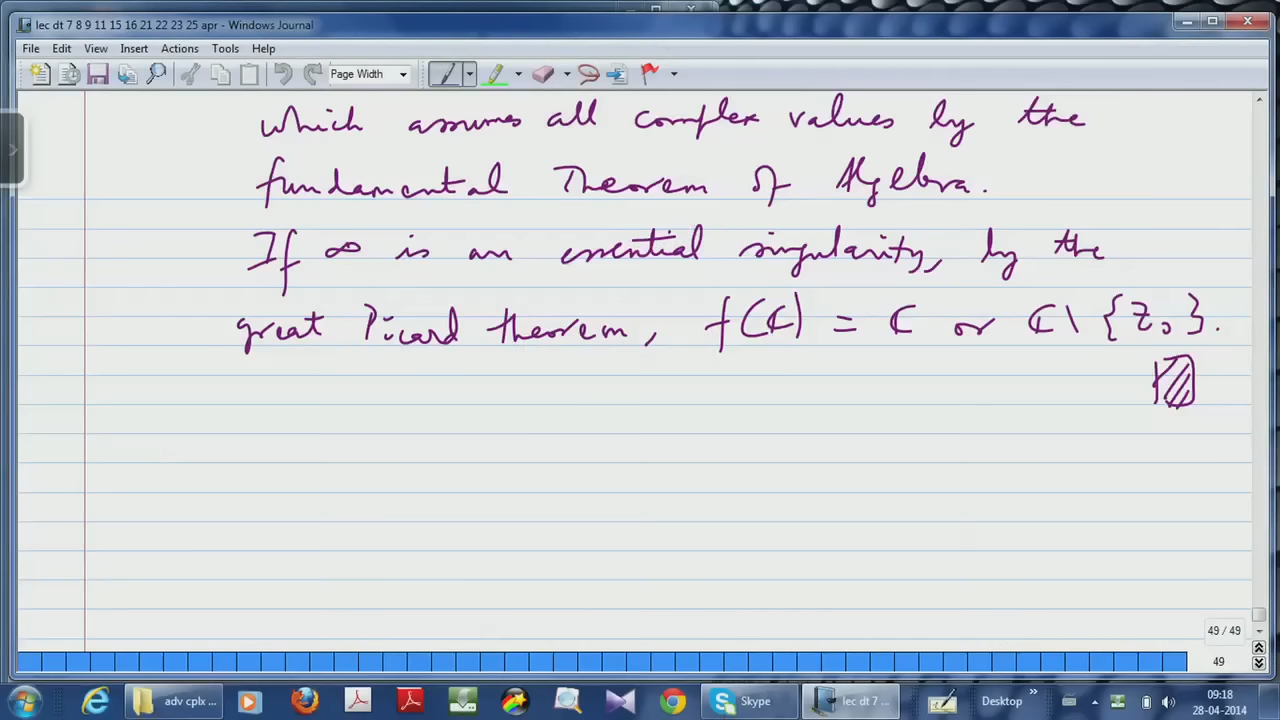 lec dt 7 8 9 11 15 16 21 22 23 25 apr - Windows Journal
File Edit View Insert Actions Tools Help
Page Width
which assumes all complex values by the
fundamental Theorem of Algebra.
If ∞ is an essential singularity, by the
great Picard theorem, f(ℂ) = ℂ or ℂ\{z₀}.
49 / 49
49
adv cplx ...
Skype
lec dt 7 ...
Desktop
09:18
28-04-2014